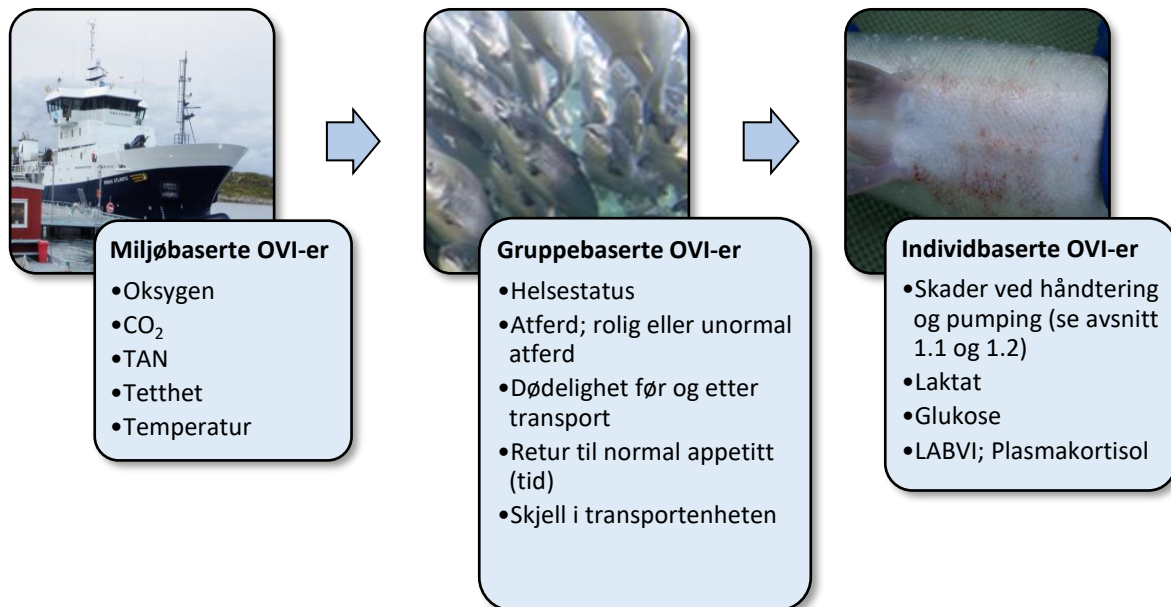 Miljøbaserte OVI-er
•Oksygen
•CO₂
•TAN
•Tetthet
•Temperatur
Gruppebaserte OVI-er
•Helsestatus
•Atferd; rolig eller unormal
atferd
•Dødelighet før og etter
transport
•Retur til normal appetitt
(tid)
•Skjell i transportenheten
Individbaserte OVI-er
•Skader ved håndtering
og pumping (se avsnitt
1.1 og 1.2)
•Laktat
•Glukose
•LABVI; Plasmakortisol